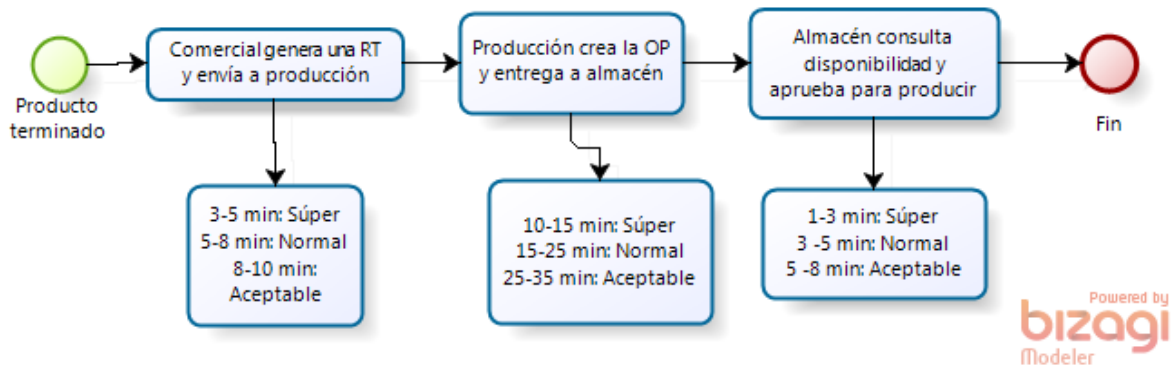 Producto
terminado
Comercial genera una RT
y envía a producción
Producción crea la OP
y entrega a almacén
Almacén consulta
disponibilidad y
aprueba para producir
Fin
3-5 min: Súper
5-8 min: Normal
8-10 min:
Aceptable
10-15 min: Súper
15-25 min: Normal
25-35 min: Aceptable
1-3 min: Súper
3 -5 min: Normal
5 -8 min: Aceptable
Powered by
bizagi
Modeler